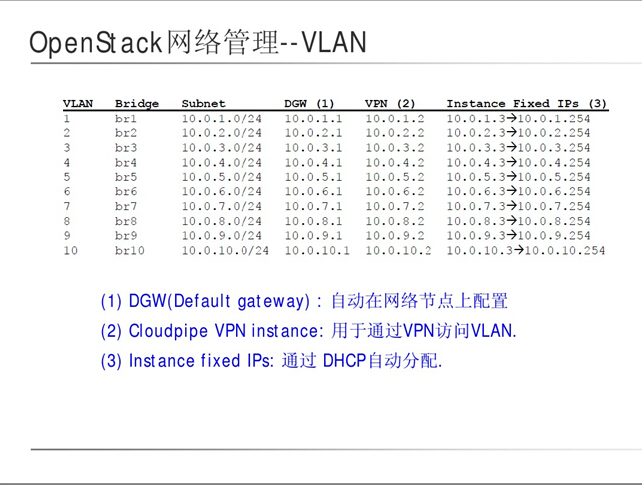 OpenStack网络管理--VLAN
VLAN Bridge Subnet DGW (1) VPN (2) Instance Fixed IPs (3)
1 br1 10.0.1.0/24 10.0.1.1 10.0.1.2 10.0.1.3→10.0.1.254
2 br2 10.0.2.0/24 10.0.2.1 10.0.2.2 10.0.2.3→10.0.2.254
3 br3 10.0.3.0/24 10.0.3.1 10.0.3.2 10.0.3.3→10.0.3.254
4 br4 10.0.4.0/24 10.0.4.1 10.0.4.2 10.0.4.3→10.0.4.254
5 br5 10.0.5.0/24 10.0.5.1 10.0.5.2 10.0.5.3→10.0.5.254
6 br6 10.0.6.0/24 10.0.6.1 10.0.6.2 10.0.6.3→10.0.6.254
7 br7 10.0.7.0/24 10.0.7.1 10.0.7.2 10.0.7.3→10.0.7.254
8 br8 10.0.8.0/24 10.0.8.1 10.0.8.2 10.0.8.3→10.0.8.254
9 br9 10.0.9.0/24 10.0.9.1 10.0.9.2 10.0.9.3→10.0.9.254
10 br10 10.0.10.0/24 10.0.10.1 10.0.10.2 10.0.10.3→10.0.10.254
(1) DGW(Default gateway) : 自动在网络节点上配置
(2) Cloudpipe VPN instance: 用于通过VPN访问VLAN.
(3) Instance fixed IPs: 通过 DHCP自动分配.